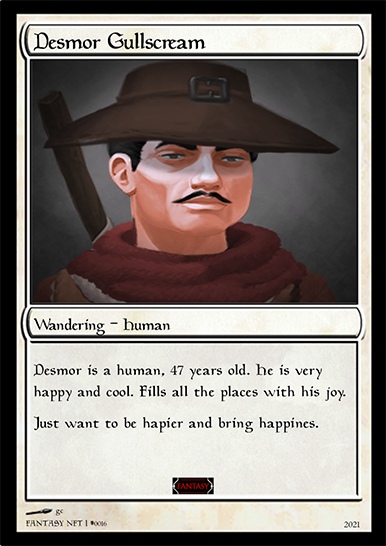 Desmor Gullscream
Wandering - Human
Desmor is a human, 47 years old. He is very
happy and cool. Fills all the places with his joy.
Just want to be hapier and bring happines.
FANTASY
gc
FANTASY NFT | #0016
2021